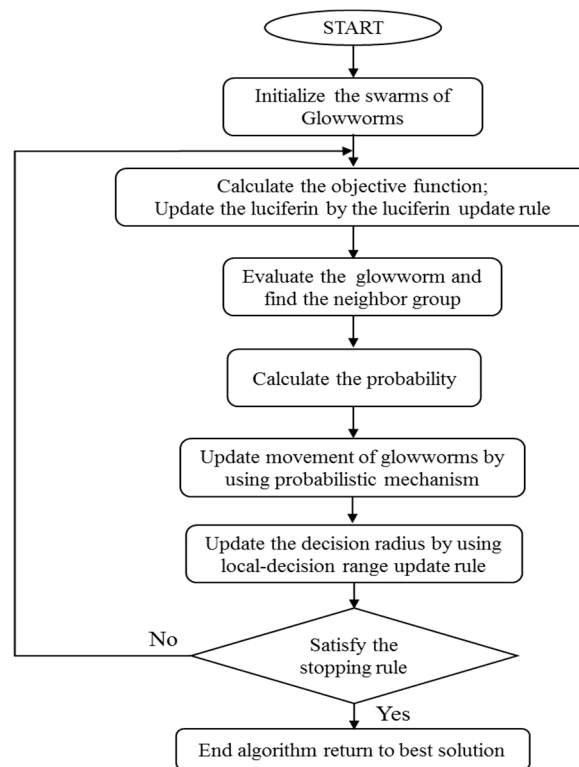 START
Initialize the swarms of
Glowworms
Calculate the objective function;
Update the luciferin by the luciferin update rule
Evaluate the glowworm and
find the neighbor group
Calculate the probability
Update movement of glowworms by
using probabilistic mechanism
Update the decision radius by using
local-decision range update rule
No
Satisfy the
stopping rule
Yes
End algorithm return to best solution